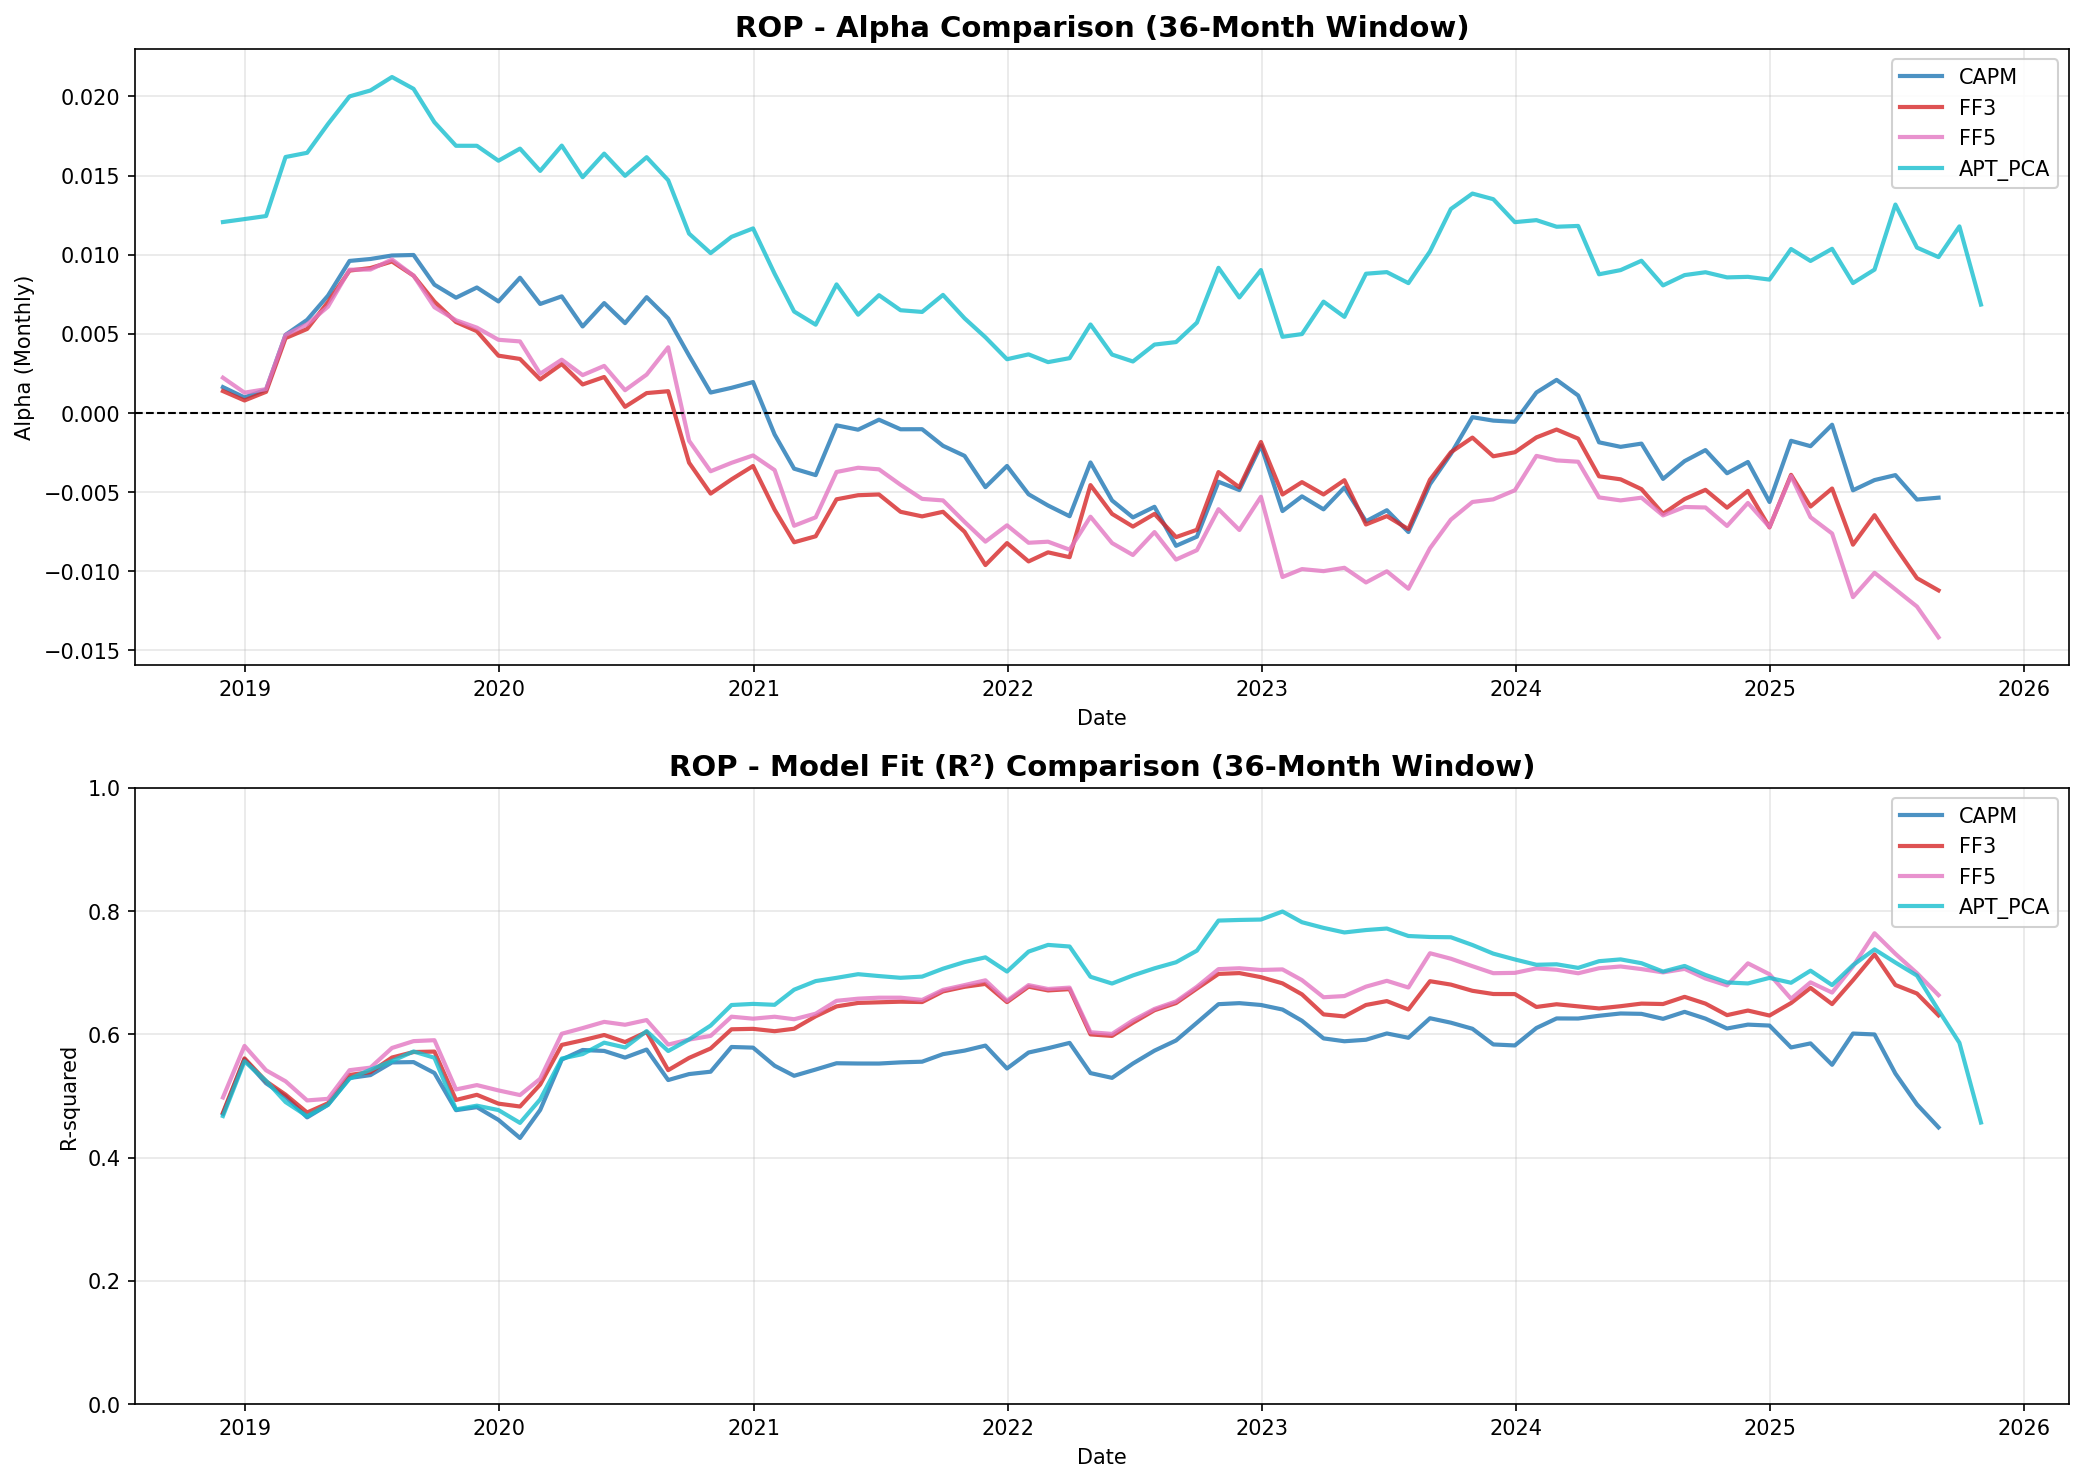 ROP - Alpha Comparison (36-Month Window)
CAPM
FF3
FF5
APT_PCA
0.020
0.015
0.010
0.005
0.000
−0.005
−0.010
−0.015
Alpha (Monthly)
2019 2020 2021 2022 2023 2024 2025 2026
Date
ROP - Model Fit (R²) Comparison (36-Month Window)
CAPM
FF3
FF5
APT_PCA
1.0
0.8
0.6
0.4
0.2
0.0
R-squared
2019 2020 2021 2022 2023 2024 2025 2026
Date